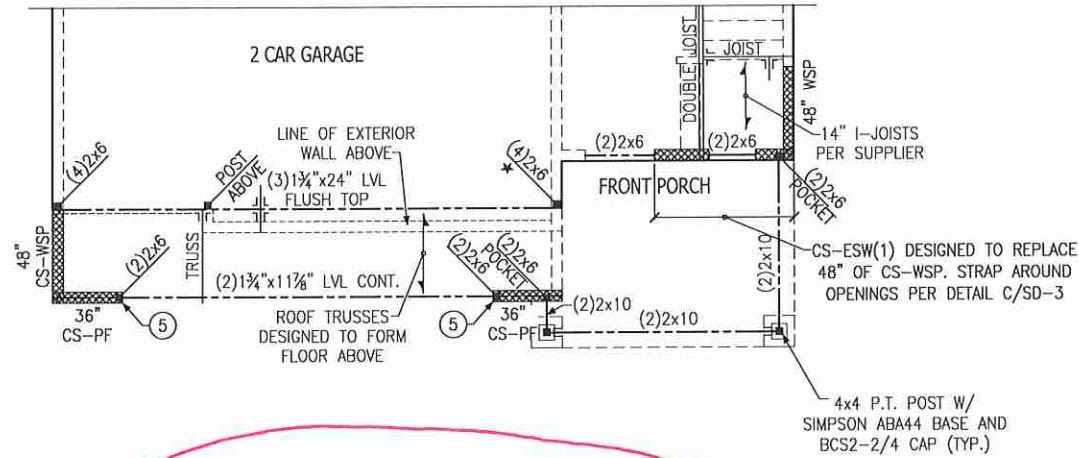 2 CAR GARAGE
DOUBLE JOIST
JOIST
48" WSP
(2)2x6
(2)2x6
14" I-JOISTS
PER SUPPLIER
LINE OF EXTERIOR
WALL ABOVE
(4)2x6
POST
ABOVE
(3)1¾"x24" LVL
FLUSH TOP
(4)2x6
★
FRONT PORCH
(2)2x6
POCKET
48"
CS-WSP
(2)2x6
TRUSS
(2)2x6
(2)2x6
POCKET
(2)1¾"x11⅞" LVL CONT.
(2)2x10
CS-ESW(1) DESIGNED TO REPLACE
48" OF CS-WSP. STRAP AROUND
OPENINGS PER DETAIL C/SD-3
36"
CS-PF
5
ROOF TRUSSES
DESIGNED TO FORM
FLOOR ABOVE
5
36"
CS-PF
(2)2x10
(2)2x10
4x4 P.T. POST W/
SIMPSON ABA44 BASE AND
BCS2-2/4 CAP (TYP.)